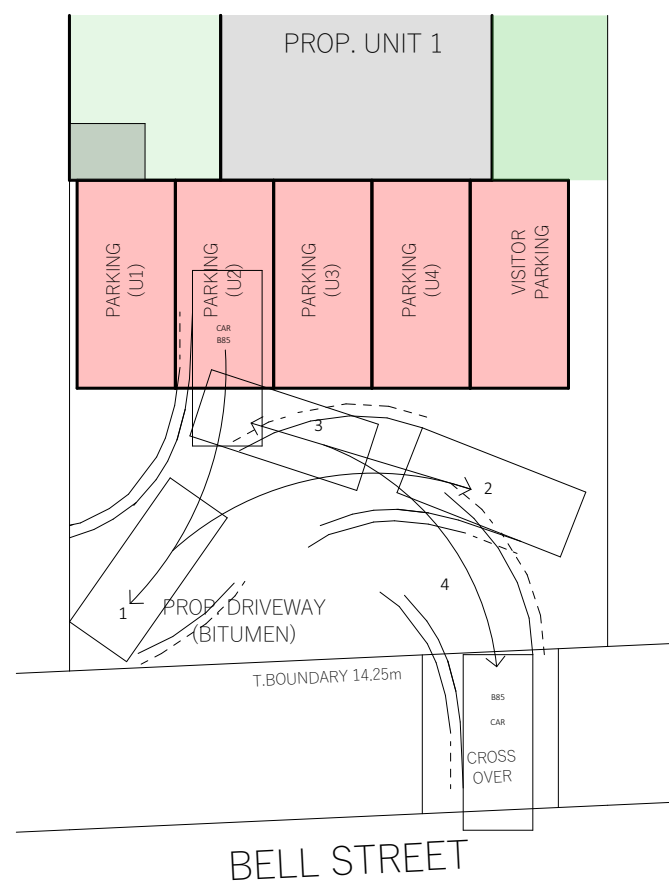 PROP. UNIT 1
PARKING
(U1)
PARKING
(U2)
PARKING
(U3)
PARKING
(U4)
VISITOR
PARKING
CAR
B85
3
2
4
1
PROP. DRIVEWAY
(BITUMEN)
T.BOUNDARY 14.25m
B85
CAR
CROSS
OVER
BELL STREET